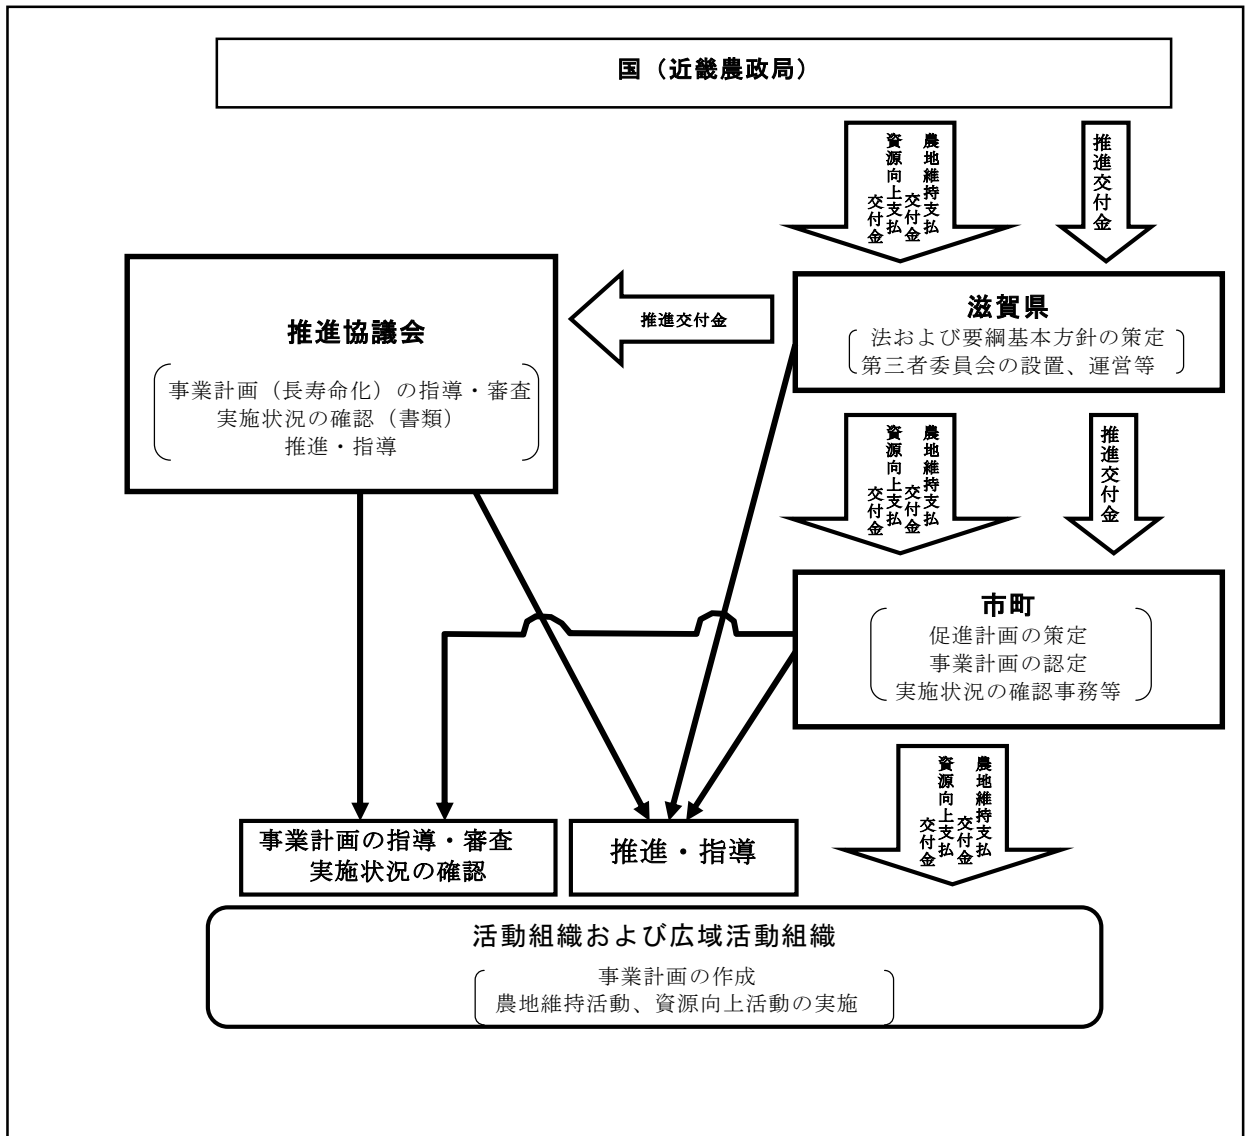 国（近畿農政局）
農地維持支払
交付金
資源向上支払
交付金
推進交付金
推進協議会
事業計画（長寿命化）の指導・審査
実施状況の確認（書類）
推進・指導
推進交付金
滋賀県
法および要綱基本方針の策定
第三者委員会の設置、運営等
農地維持支払
交付金
資源向上支払
交付金
推進交付金
市町
促進計画の策定
事業計画の認定
実施状況の確認事務等
農地維持支払
交付金
資源向上支払
交付金
事業計画の指導・審査
実施状況の確認
推進・指導
活動組織および広域活動組織
事業計画の作成
農地維持活動、資源向上活動の実施